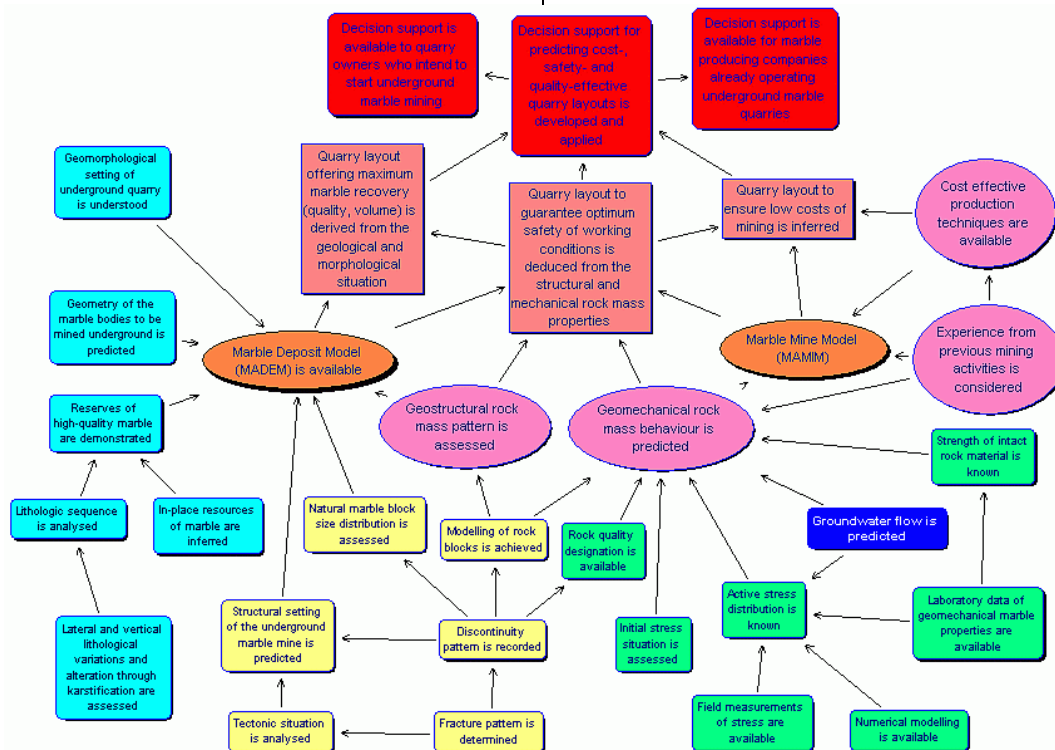 Decision support is
available to quarry
owners who intend to
start underground
marble mining
Decision support for
predicting cost-,
safety- and
quality-effective
quarry layouts is
developed and
applied
Decision support is
available for marble
producing companies
already operating
underground marble
quarries
Geomorphological
setting of
underground quarry
is understood
Quarry layout
offering maximum
marble recovery
(quality, volume) is
derived from the
geological and
morphological
situation
Quarry layout to
guarantee optimum
safety of working
conditions is
deduced from the
structural and
mechanical rock mass
properties
Quarry layout to
ensure low costs of
mining is inferred
Cost effective
production
techniques are
available
Geometry of the
marble bodies to be
mined underground is
predicted
Marble Deposit Model
(MADEM) is available
Marble Mine Model
(MAMIM)
Experience from
previous mining
activities is
considered
Reserves of
high-quality marble
are demonstrated
Geostructural rock
mass pattern is
assessed
Geomechanical rock
mass behaviour is
predicted
Strength of intact
rock material is
known
Lithologic sequence
is analysed
In-place resources
of marble are
inferred
Natural marble block
size distribution is
assessed
Modelling of rock
blocks is achieved
Rock quality
designation is
available
Groundwater flow is
predicted
Lateral and vertical
lithological
variations and
alteration through
karstification are
assessed
Structural setting
of the underground
marble mine is
predicted
Discontinuity
pattern is recorded
Initial stress
situation is
assessed
Active stress
distribution is
known
Laboratory data of
geomechanical marble
properties are
available
Tectonic situation
is analysed
Fracture pattern is
determined
Field measurements
of stress are
available
Numerical modelling
is available